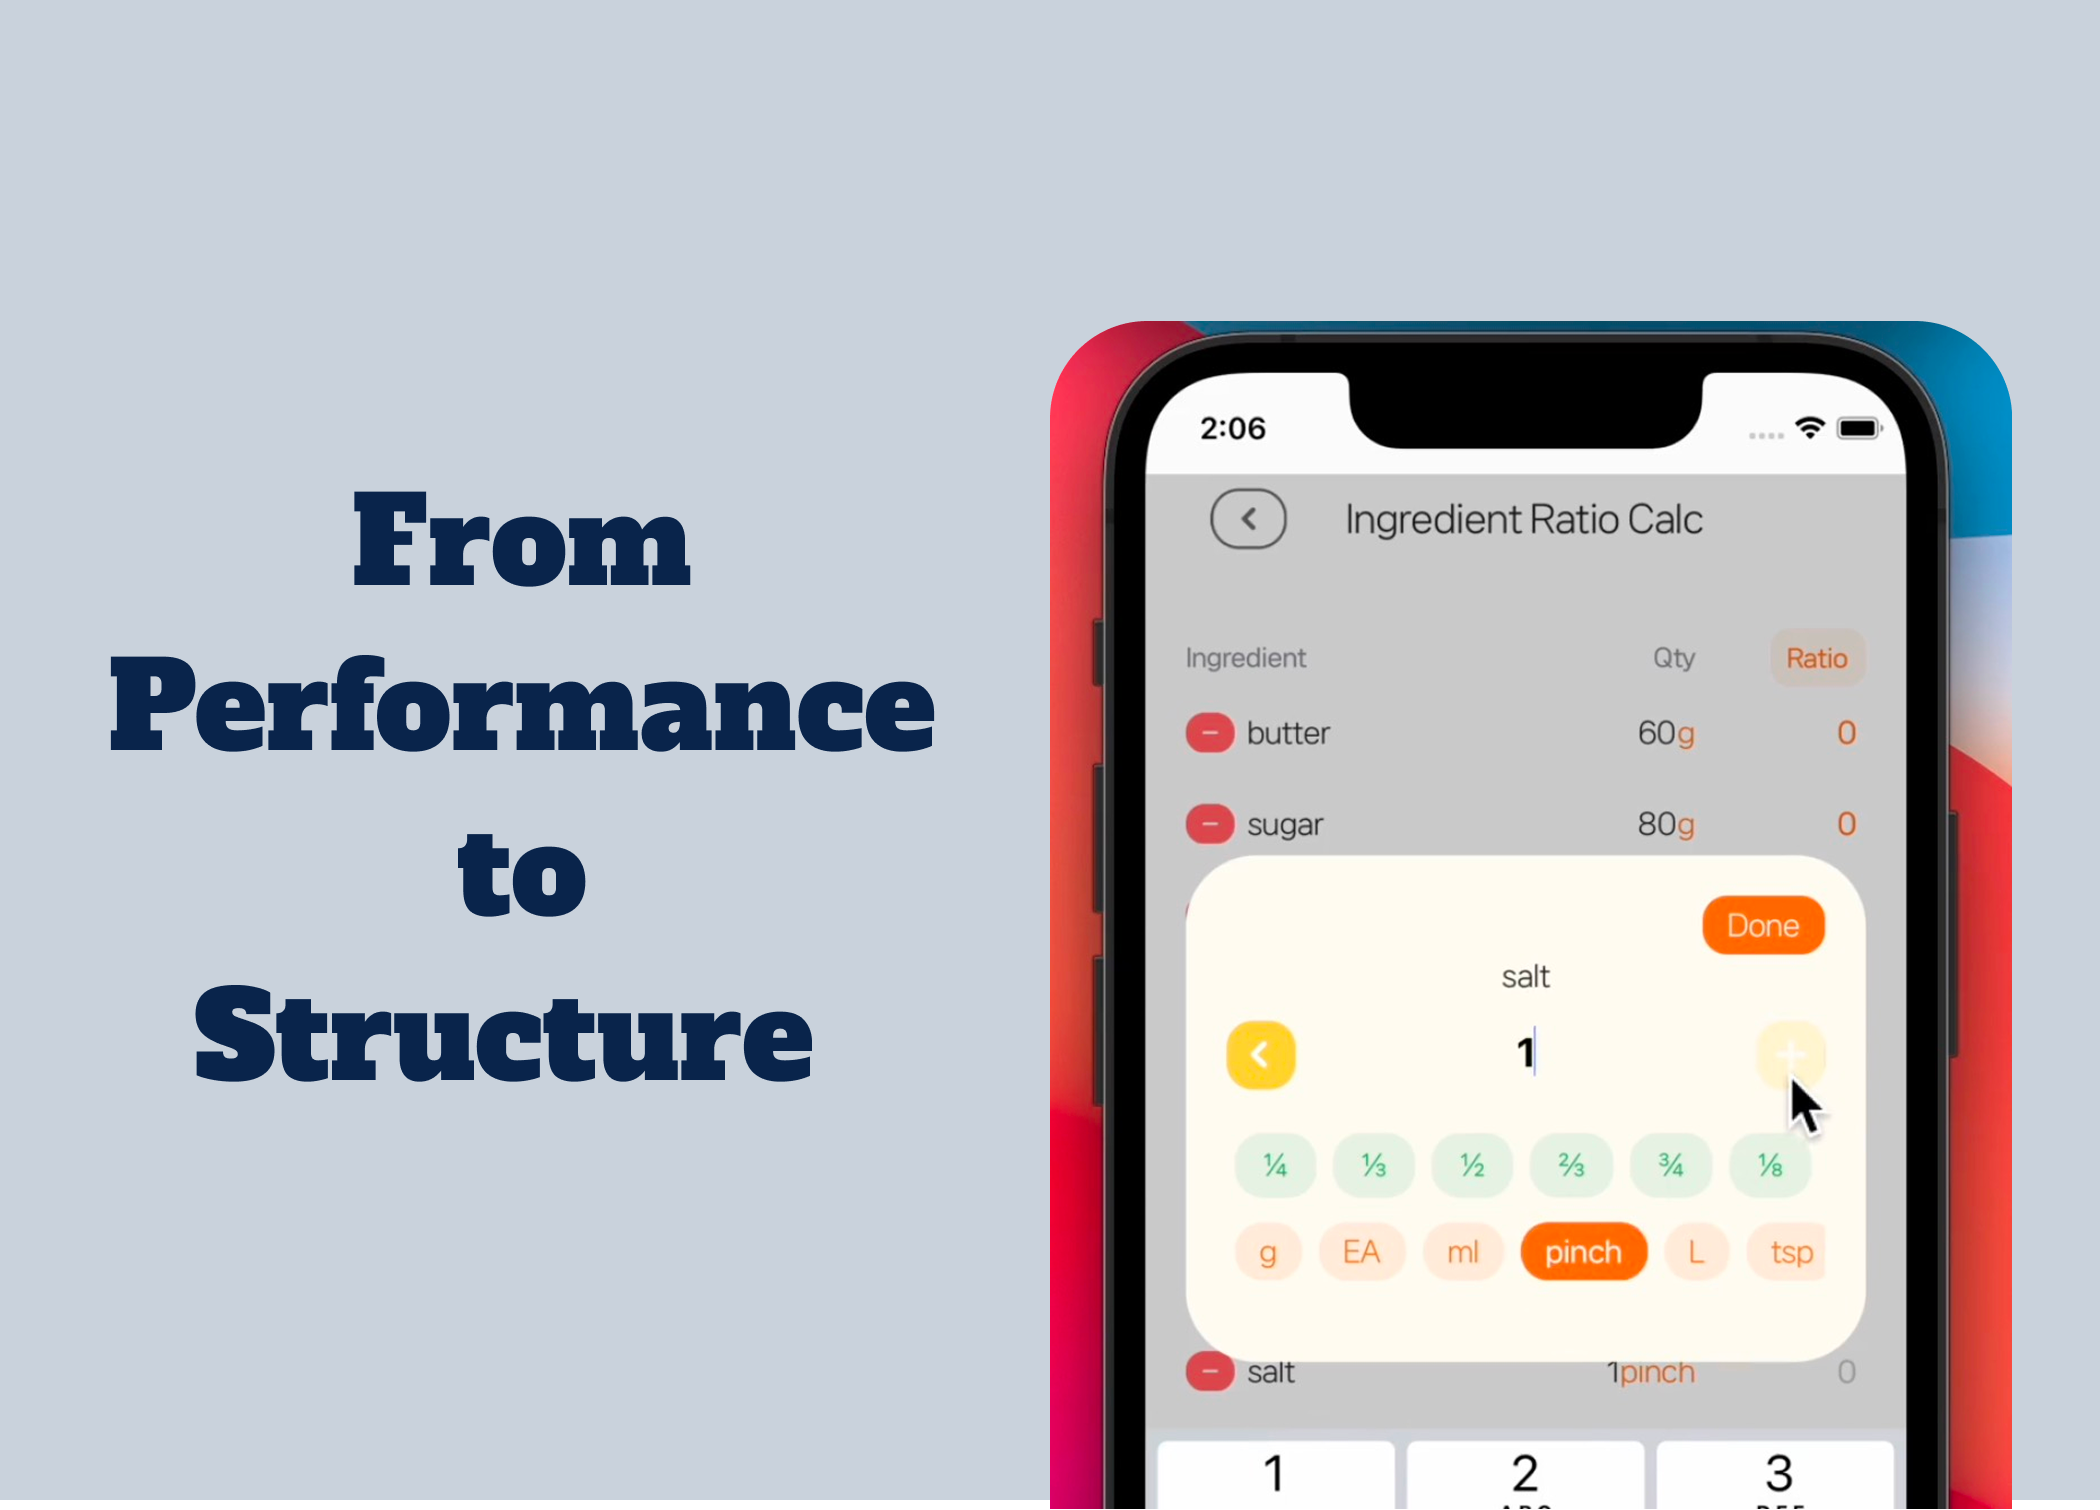 From
Performance
to
Structure
2:06
Ingredient Ratio Calc
Ingredient Qty Ratio
butter 60g 0
sugar 80g 0
Done
salt
1
¼ ⅓ ½ ⅔ ¾ ⅛
g EA ml pinch L tsp
salt 1pinch 0
1 2 3